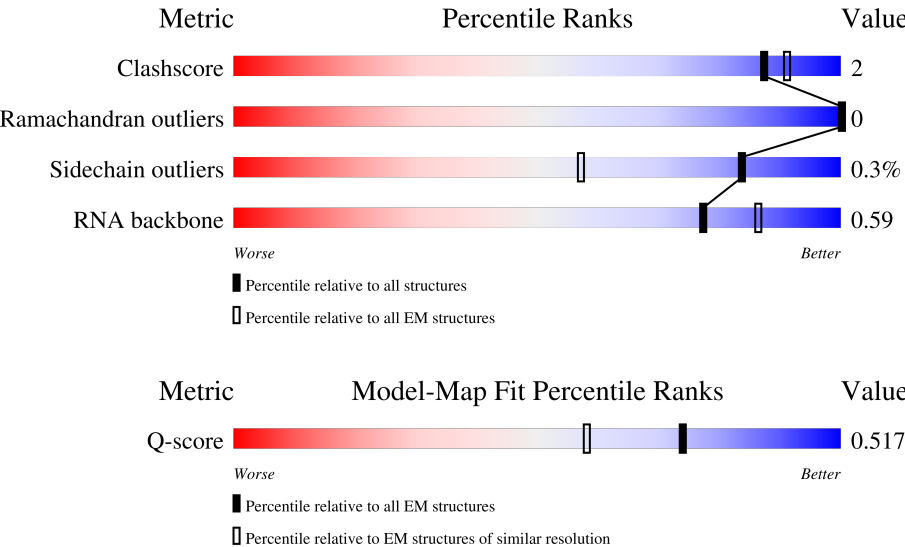 Metric Percentile Ranks Value
Clashscore 2
Ramachandran outliers 0
Sidechain outliers 0.3%
RNA backbone 0.59
Worse Better
Percentile relative to all structures
Percentile relative to all EM structures
Metric Model-Map Fit Percentile Ranks Value
Q-score 0.517
Worse Better
Percentile relative to all EM structures
Percentile relative to EM structures of similar resolution